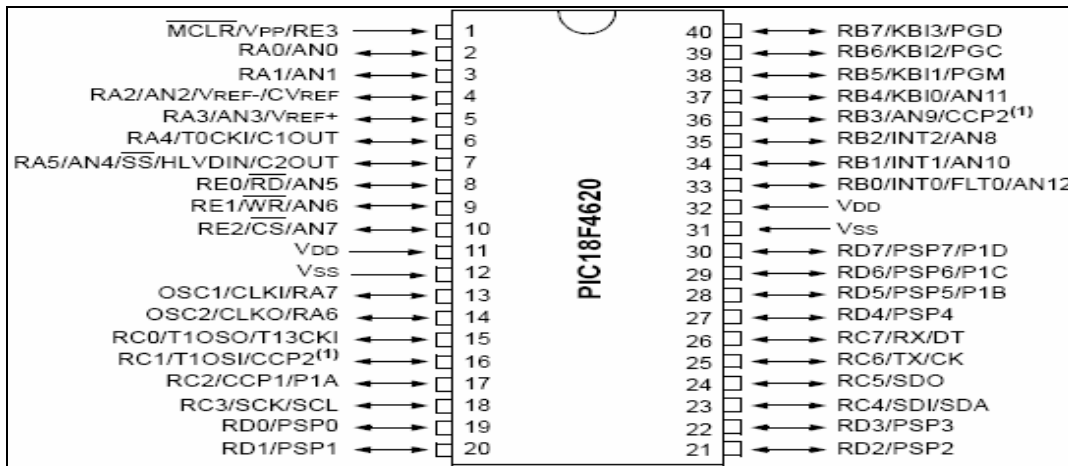 MCLR/VPP/RE3 1
RA0/AN0 2
RA1/AN1 3
RA2/AN2/VREF-/CVREF 4
RA3/AN3/VREF+ 5
RA4/T0CKI/C1OUT 6
RA5/AN4/SS/HLVDIN/C2OUT 7
RE0/RD/AN5 8
RE1/WR/AN6 9
RE2/CS/AN7 10
VDD 11
VSS 12
OSC1/CLKI/RA7 13
OSC2/CLKO/RA6 14
RC0/T1OSO/T13CKI 15
RC1/T1OSI/CCP2(1) 16
RC2/CCP1/P1A 17
RC3/SCK/SCL 18
RD0/PSP0 19
RD1/PSP1 20
PIC18F4620
40 RB7/KBI3/PGD
39 RB6/KBI2/PGC
38 RB5/KBI1/PGM
37 RB4/KBI0/AN11
36 RB3/AN9/CCP2(1)
35 RB2/INT2/AN8
34 RB1/INT1/AN10
33 RB0/INT0/FLT0/AN12
32 VDD
31 VSS
30 RD7/PSP7/P1D
29 RD6/PSP6/P1C
28 RD5/PSP5/P1B
27 RD4/PSP4
26 RC7/RX/DT
25 RC6/TX/CK
24 RC5/SDO
23 RC4/SDI/SDA
22 RD3/PSP3
21 RD2/PSP2